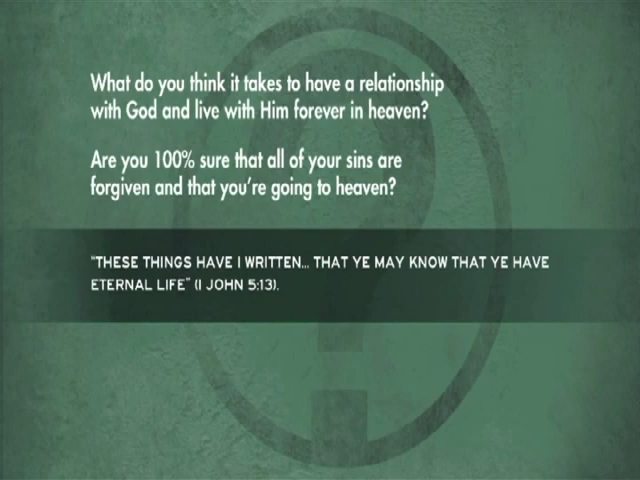 What do you think it takes to have a relationship
with God and live with Him forever in heaven?
Are you 100% sure that all of your sins are
forgiven and that you're going to heaven?
"THESE THINGS HAVE I WRITTEN... THAT YE MAY KNOW THAT YE HAVE
ETERNAL LIFE" (I JOHN 5:13).